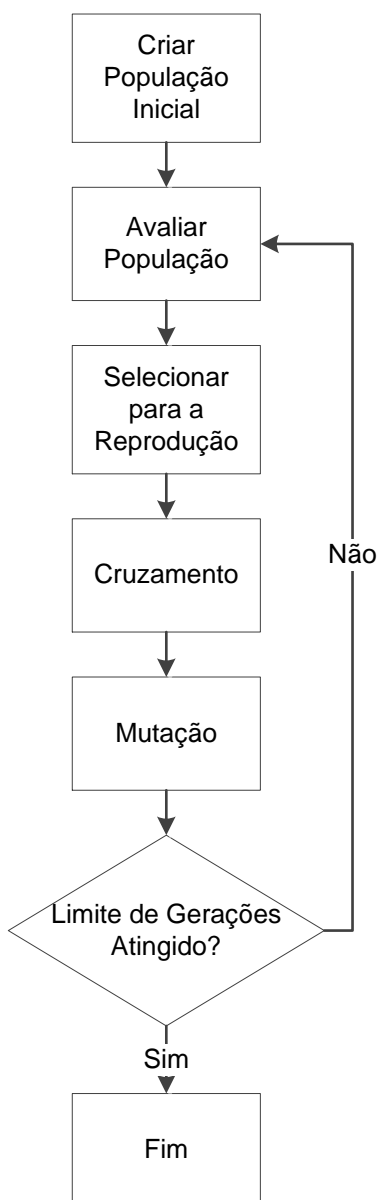 Criar
População
Inicial
Avaliar
População
Selecionar
para a
Reprodução
Cruzamento
Não
Mutação
Limite de Gerações
Atingido?
Sim
Fim